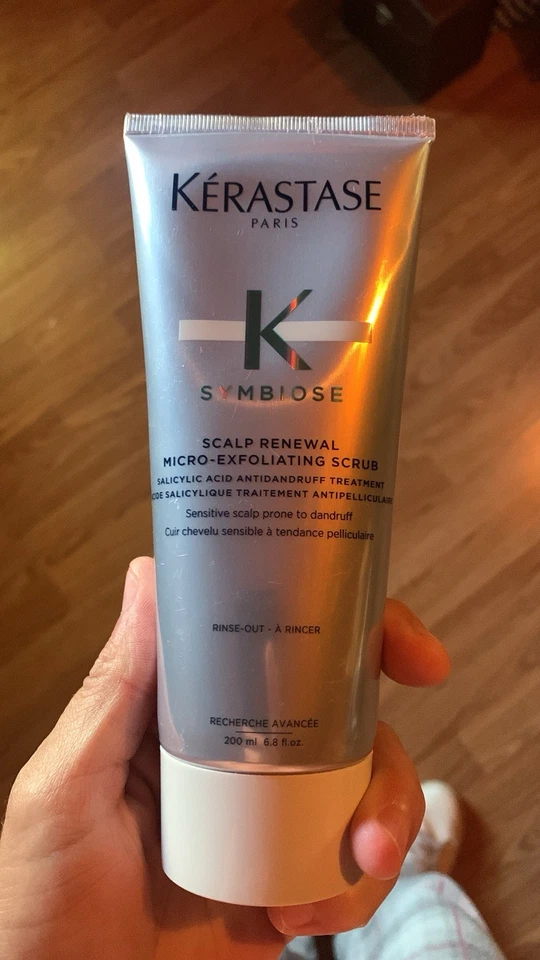 KÉRASTASE
PARIS
K
SYMBIOSE
SCALP RENEWAL
MICRO-EXFOLIATING SCRUB
SALICYLIC ACID ANTIDANDRUFF TREATMENT
SALICYLIQUE TRAITEMENT
Sensitive scalp prone to dandruff
Cuir chevelu sensible à tendance pelliculaire
RINSE-OUT - À RINCER
RECHERCHE AVANCÉE
200 ml 6.8 fl.oz.